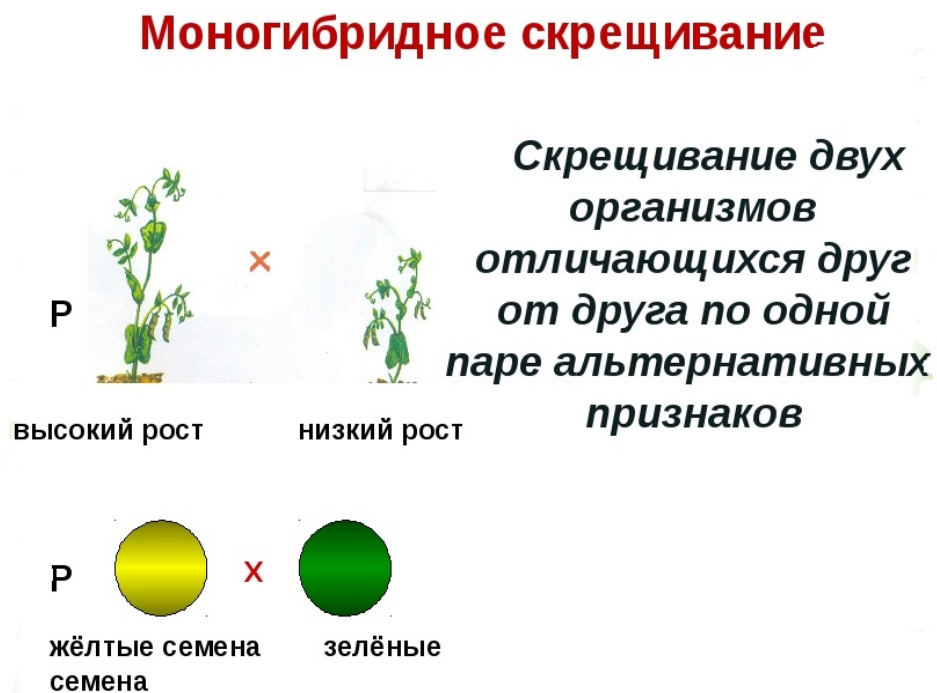 Моногибридное скрещивание
Скрещивание двух
организмов
отличающихся друг
от друга по одной
паре альтернативных
признаков
Р
х
высокий рост низкий рост
Р
х
жёлтые семена зелёные
семена